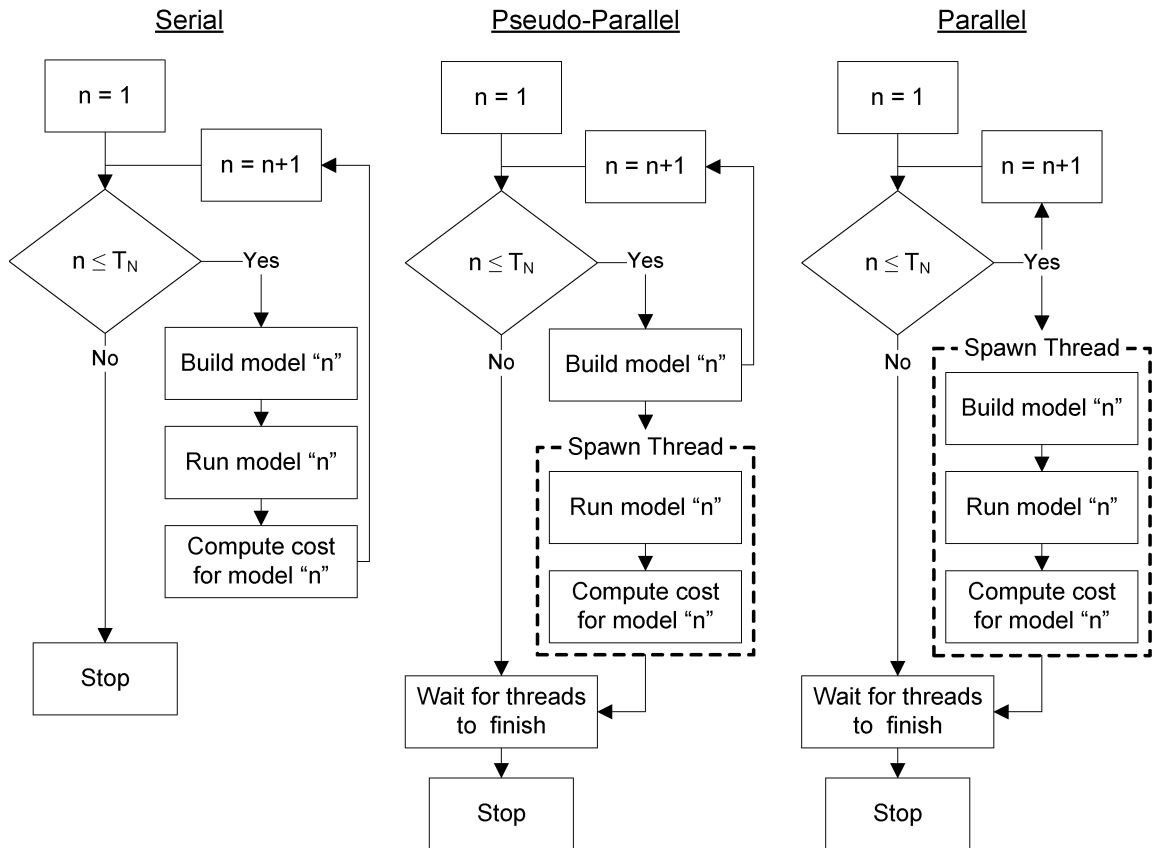 Serial
n = 1
n = n+1
n ≤ T_N
Yes
No
Build model “n”
Run model “n”
Compute cost
for model “n”
Stop
Pseudo-Parallel
n = 1
n = n+1
n ≤ T_N
Yes
No
Build model “n”
Spawn Thread
Run model “n”
Compute cost
for model “n”
Wait for threads
to finish
Stop
Parallel
n = 1
n = n+1
n ≤ T_N
Yes
No
Spawn Thread
Build model “n”
Run model “n”
Compute cost
for model “n”
Wait for threads
to finish
Stop